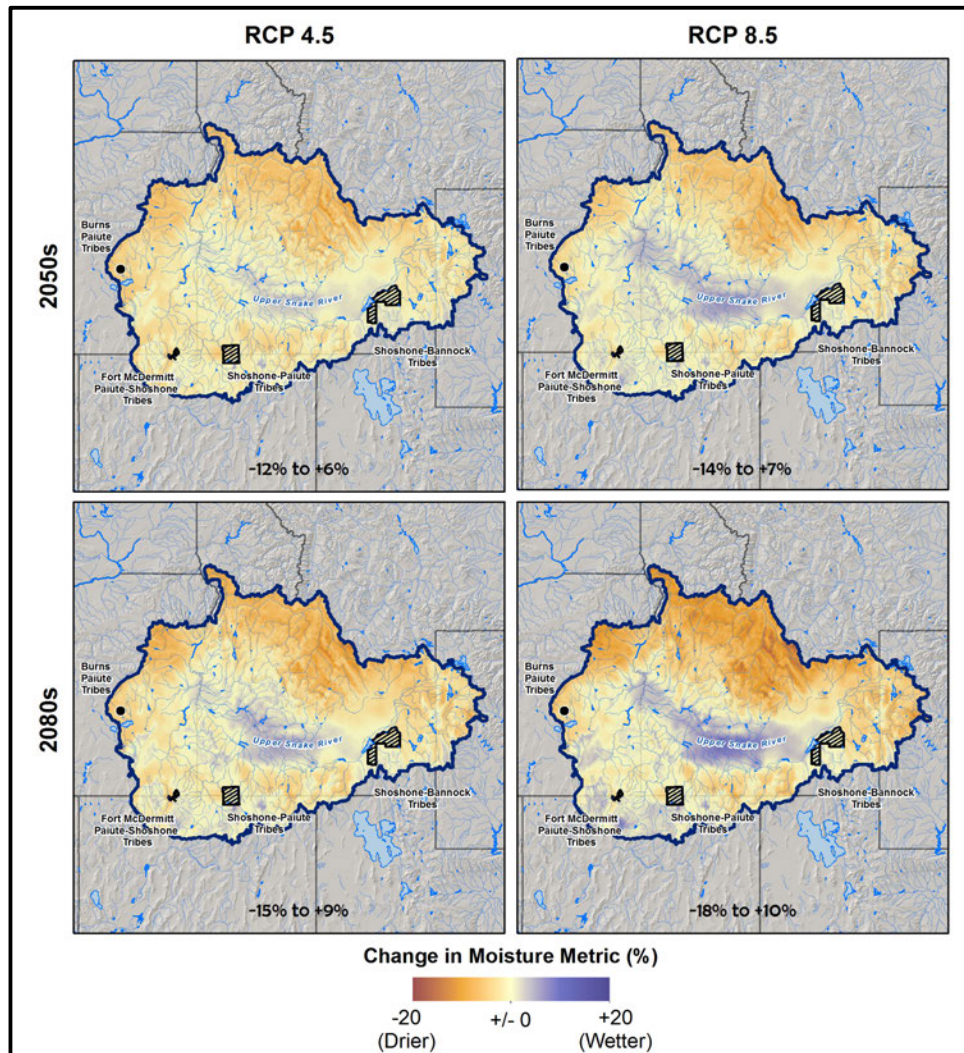 RCP 4.5
RCP 8.5
2050s
Burns
Paiute
Tribes
Upper Snake River
Fort McDermitt
Paiute-Shoshone
Tribes
Shoshone-Paiute
Tribes
Shoshone-Bannock
Tribes
-12% to +6%
Burns
Paiute
Tribes
Upper Snake River
Fort McDermitt
Paiute-Shoshone
Tribes
Shoshone-Paiute
Tribes
Shoshone-Bannock
Tribes
-14% to +7%
2080s
Burns
Paiute
Tribes
Upper Snake River
Fort McDermitt
Paiute-Shoshone
Tribes
Shoshone-Paiute
Tribes
Shoshone-Bannock
Tribes
-15% to +9%
Burns
Paiute
Tribes
Upper Snake River
Fort McDermitt
Paiute-Shoshone
Tribes
Shoshone-Paiute
Tribes
Shoshone-Bannock
Tribes
-18% to +10%
Change in Moisture Metric (%)
-20 +/- 0 +20
(Drier) (Wetter)